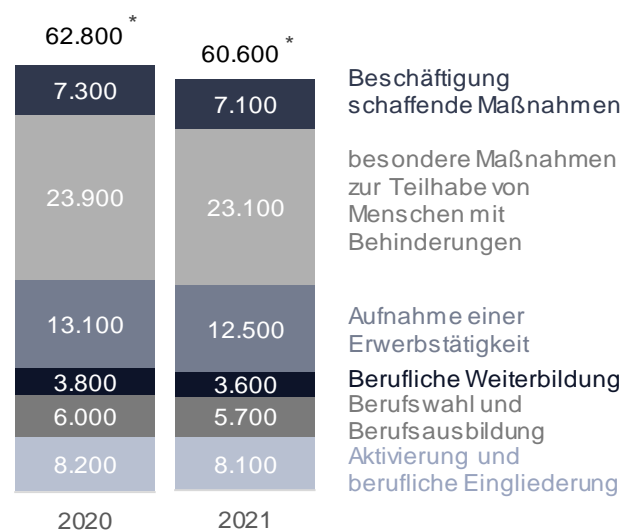 62.800 *
60.600 *
7.300
7.100
Beschäftigung
schaffende Maßnahmen
23.900
23.100
besondere Maßnahmen
zur Teilhabe von
Menschen mit
Behinderungen
13.100
12.500
Aufnahme einer
Erwerbstätigkeit
3.800
3.600
Berufliche Weiterbildung
6.000
5.700
Berufswahl und
Berufsausbildung
8.200
8.100
Aktivierung und
berufliche Eingliederung
2020
2021